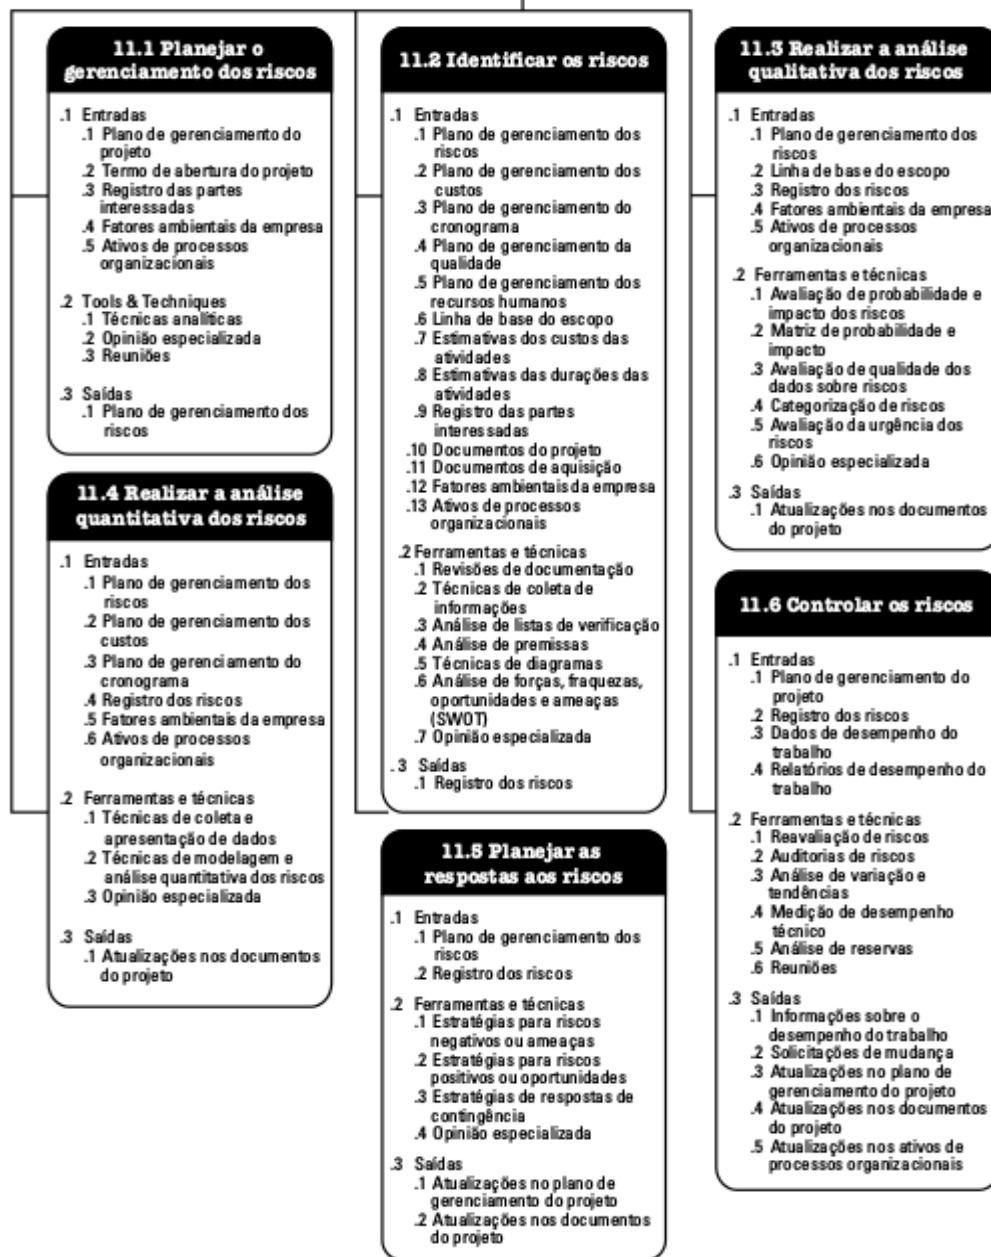 11.1 Planejar o
gerenciamento dos riscos
.1 Entradas
.1 Plano de gerenciamento do
projeto
.2 Termo de abertura do projeto
.3 Registro das partes
interessadas
.4 Fatores ambientais da empresa
.5 Ativos de processos
organizacionais
.2 Tools & Techniques
.1 Técnicas analíticas
.2 Opinião especializada
.3 Reuniões
.3 Saídas
.1 Plano de gerenciamento dos
riscos
11.2 Identificar os riscos
.1 Entradas
.1 Plano de gerenciamento dos
riscos
.2 Plano de gerenciamento dos
custos
.3 Plano de gerenciamento do
cronograma
.4 Plano de gerenciamento da
qualidade
.5 Plano de gerenciamento dos
recursos humanos
.6 Linha de base do escopo
.7 Estimativas dos custos das
atividades
.8 Estimativas das durações das
atividades
.9 Registro das partes
interessadas
.10 Documentos do projeto
.11 Documentos de aquisição
.12 Fatores ambientais da empresa
.13 Ativos de processos
organizacionais
.2 Ferramentas e técnicas
.1 Revisões de documentação
.2 Técnicas de coleta de
informações
.3 Análise de listas de verificação
.4 Análise de premissas
.5 Técnicas de diagramas
.6 Análise de forças, fraquezas,
oportunidades e ameaças
(SWOT)
.7 Opinião especializada
.3 Saídas
.1 Registro dos riscos
11.3 Realizar a análise
qualitativa dos riscos
.1 Entradas
.1 Plano de gerenciamento dos
riscos
.2 Linha de base do escopo
.3 Registro dos riscos
.4 Fatores ambientais da empresa
.5 Ativos de processos
organizacionais
.2 Ferramentas e técnicas
.1 Avaliação de probabilidade e
impacto dos riscos
.2 Matriz de probabilidade e
impacto
.3 Avaliação de qualidade dos
dados sobre riscos
.4 Categorização de riscos
.5 Avaliação da urgência dos
riscos
.6 Opinião especializada
.3 Saídas
.1 Atualizações nos documentos
do projeto
11.4 Realizar a análise
quantitativa dos riscos
.1 Entradas
.1 Plano de gerenciamento dos
riscos
.2 Plano de gerenciamento dos
custos
.3 Plano de gerenciamento do
cronograma
.4 Registro dos riscos
.5 Fatores ambientais da empresa
.6 Ativos de processos
organizacionais
.2 Ferramentas e técnicas
.1 Técnicas de coleta e
apresentação de dados
.2 Técnicas de modelagem e
análise quantitativa dos riscos
.3 Opinião especializada
.3 Saídas
.1 Atualizações nos documentos
do projeto
11.5 Planejar as
respostas aos riscos
.1 Entradas
.1 Plano de gerenciamento dos
riscos
.2 Registro dos riscos
.2 Ferramentas e técnicas
.1 Estratégias para riscos
negativos ou ameaças
.2 Estratégias para riscos
positivos ou oportunidades
.3 Estratégias de respostas de
contingência
.4 Opinião especializada
.3 Saídas
.1 Atualizações no plano de
gerenciamento do projeto
.2 Atualizações nos documentos
do projeto
11.6 Controlar os riscos
.1 Entradas
.1 Plano de gerenciamento do
projeto
.2 Registro dos riscos
.3 Dados de desempenho do
trabalho
.4 Relatórios de desempenho do
trabalho
.2 Ferramentas e técnicas
.1 Reavaliação de riscos
.2 Auditorias de riscos
.3 Análise de variação e
tendências
.4 Medição de desempenho
técnico
.5 Análise de reservas
.6 Reuniões
.3 Saídas
.1 Informações sobre o
desempenho do trabalho
.2 Solicitações de mudança
.3 Atualizações no plano de
gerenciamento do projeto
.4 Atualizações nos documentos
do projeto
.5 Atualizações nos ativos de
processos organizacionais